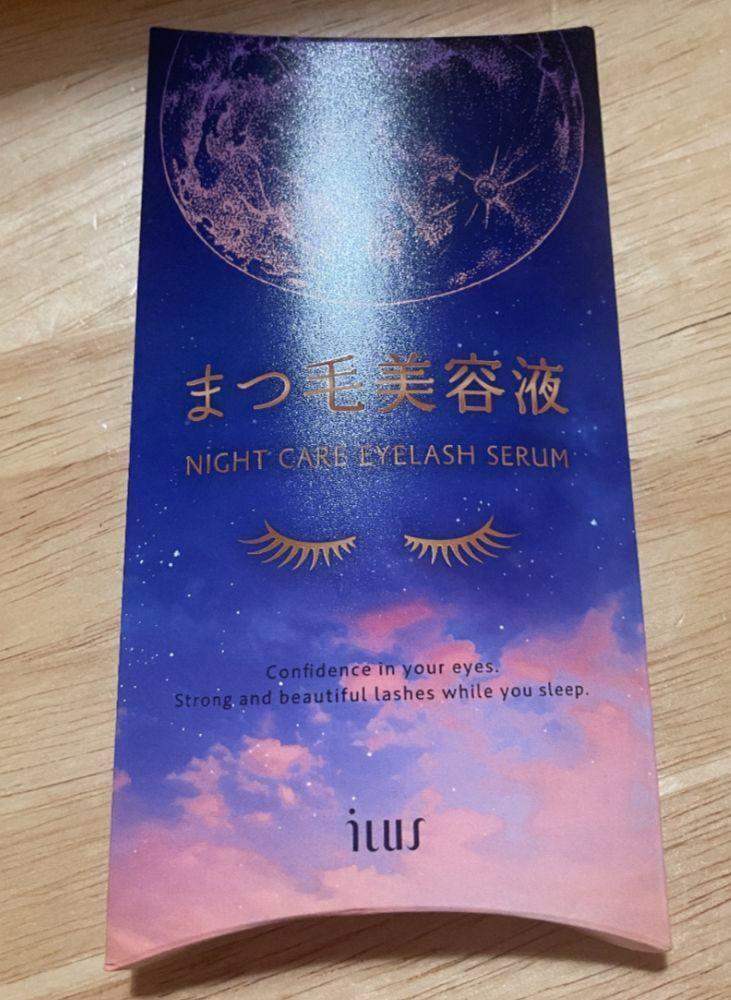 まつ毛美容液
NIGHT CARE EYELASH SERUM
Confidence in your eyes.
Strong and beautiful lashes while you sleep.
ilus